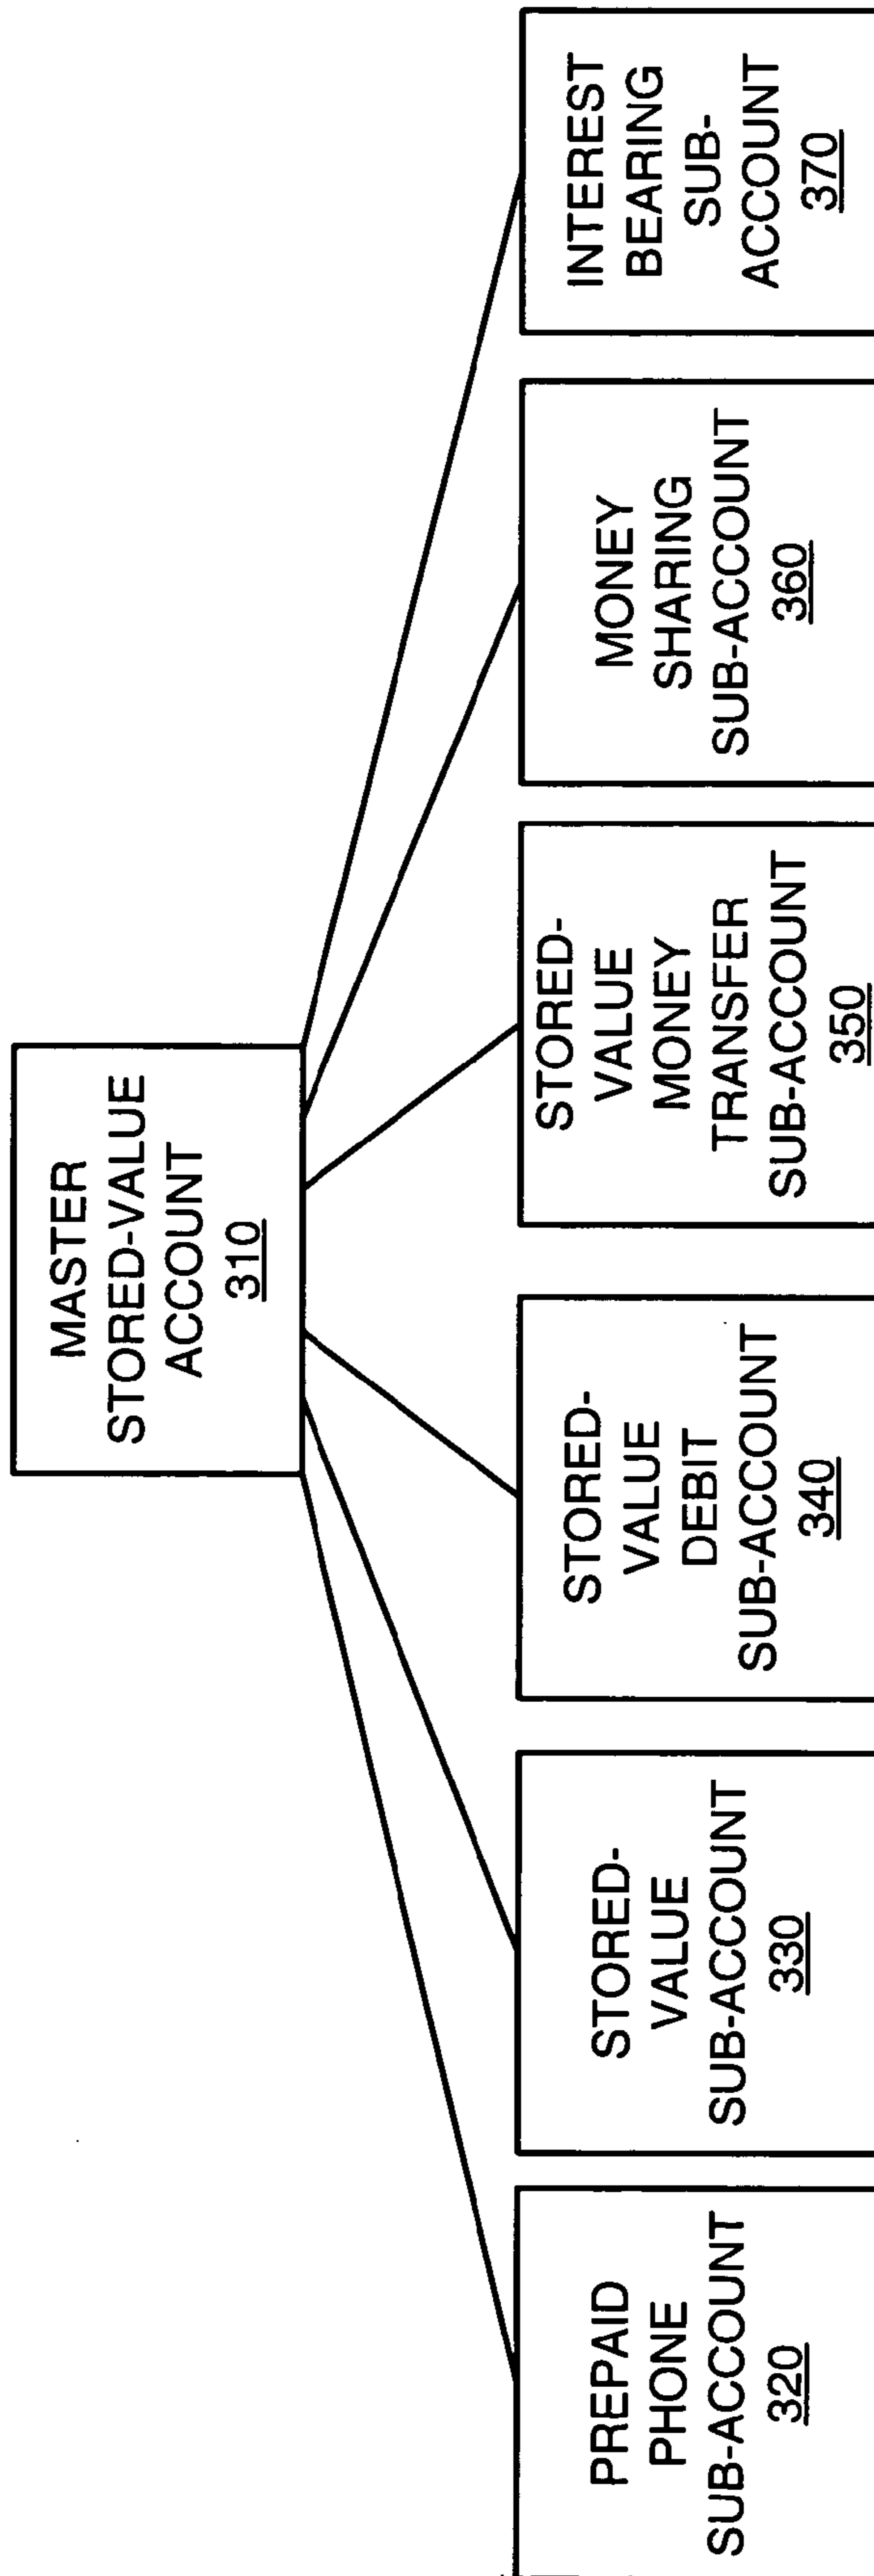 MASTER
STORED-VALUE
ACCOUNT
310
PREPAID
PHONE
SUB-ACCOUNT
320
STORED-
VALUE
SUB-ACCOUNT
330
STORED-
VALUE
DEBIT
SUB-ACCOUNT
340
STORED-
VALUE
MONEY
TRANSFER
SUB-ACCOUNT
350
MONEY
SHARING
SUB-ACCOUNT
360
INTEREST
BEARING
SUB-
ACCOUNT
370